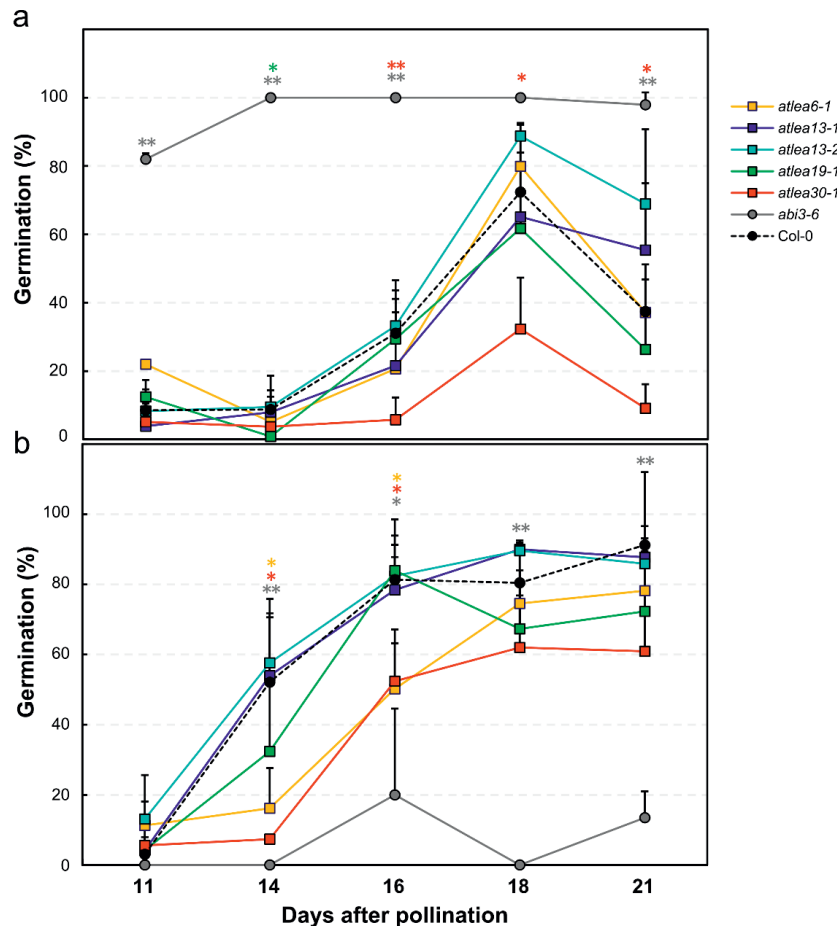 a
* ** ** ** * * **
**
100
80
60
40
20
0
Germination (%)
atlea6-1
atlea13-1
atlea13-2
atlea19-1
atlea30-1
abi3-6
Col-0
b
* * **
* * *
**
**
100
80
60
40
20
0
Germination (%)
11 14 16 18 21
Days after pollination